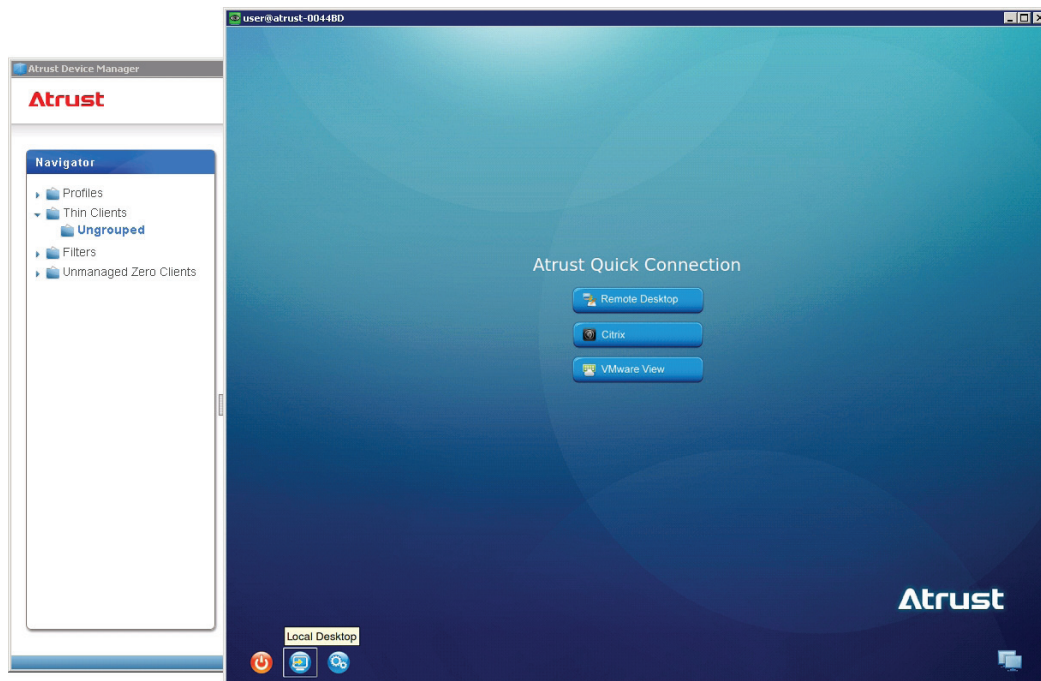 user@atrust-0044BD
Atrust Device Manager
Atrust
Navigator
Profiles
Thin Clients
Ungrouped
Filters
Unmanaged Zero Clients
Atrust Quick Connection
Remote Desktop
Citrix
VMware View
Atrust
Local Desktop